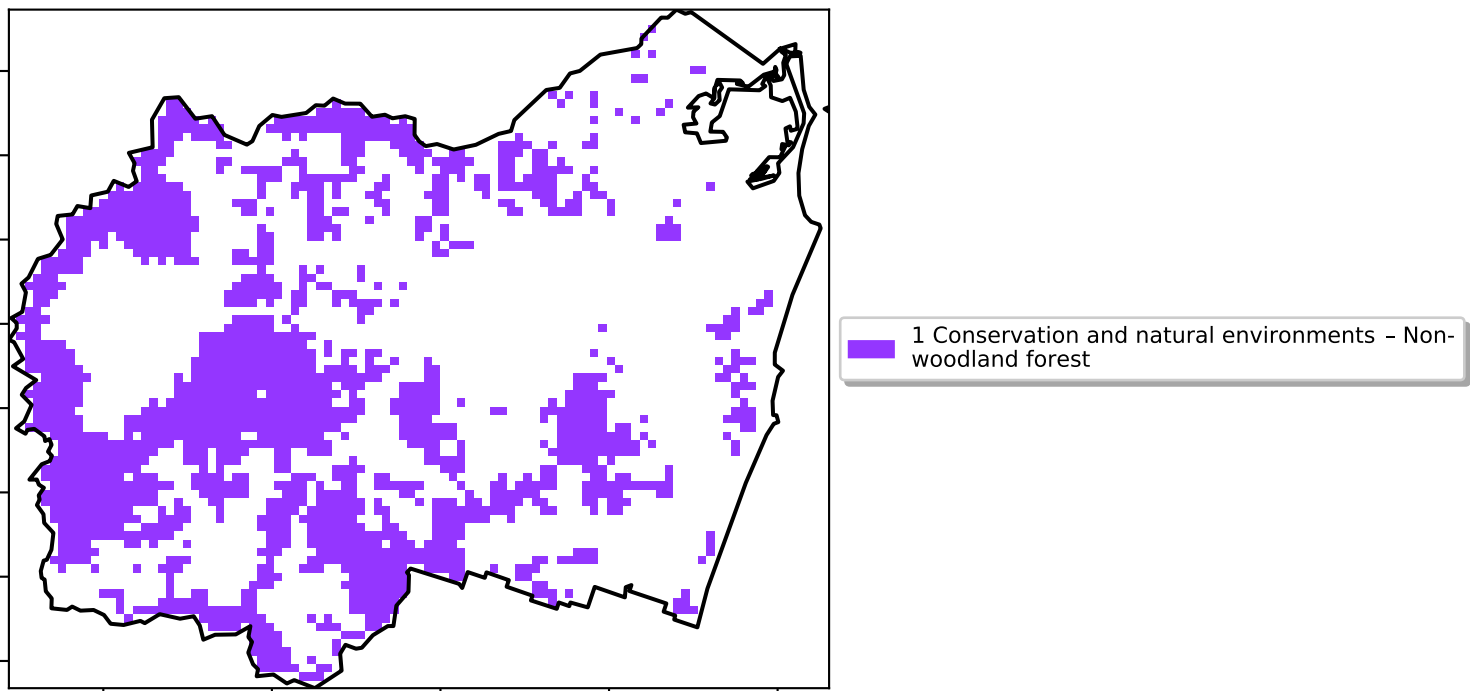 1 Conservation and natural environments – Non-
woodland forest